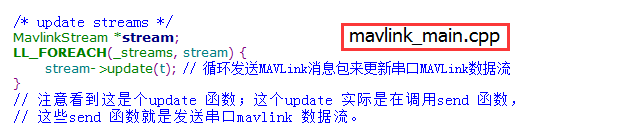 /* update streams */
mavlink_main.cpp
MavlinkStream *stream;
LL_FOREACH(_streams, stream) {
stream->update(t); // 循环发送MAVLink消息包来更新串口MAVLink数据流
}
// 注意看到这是个update 函数；这个update 实际是在调用send 函数，
// 这些send 函数就是发送串口mavlink 数据流。